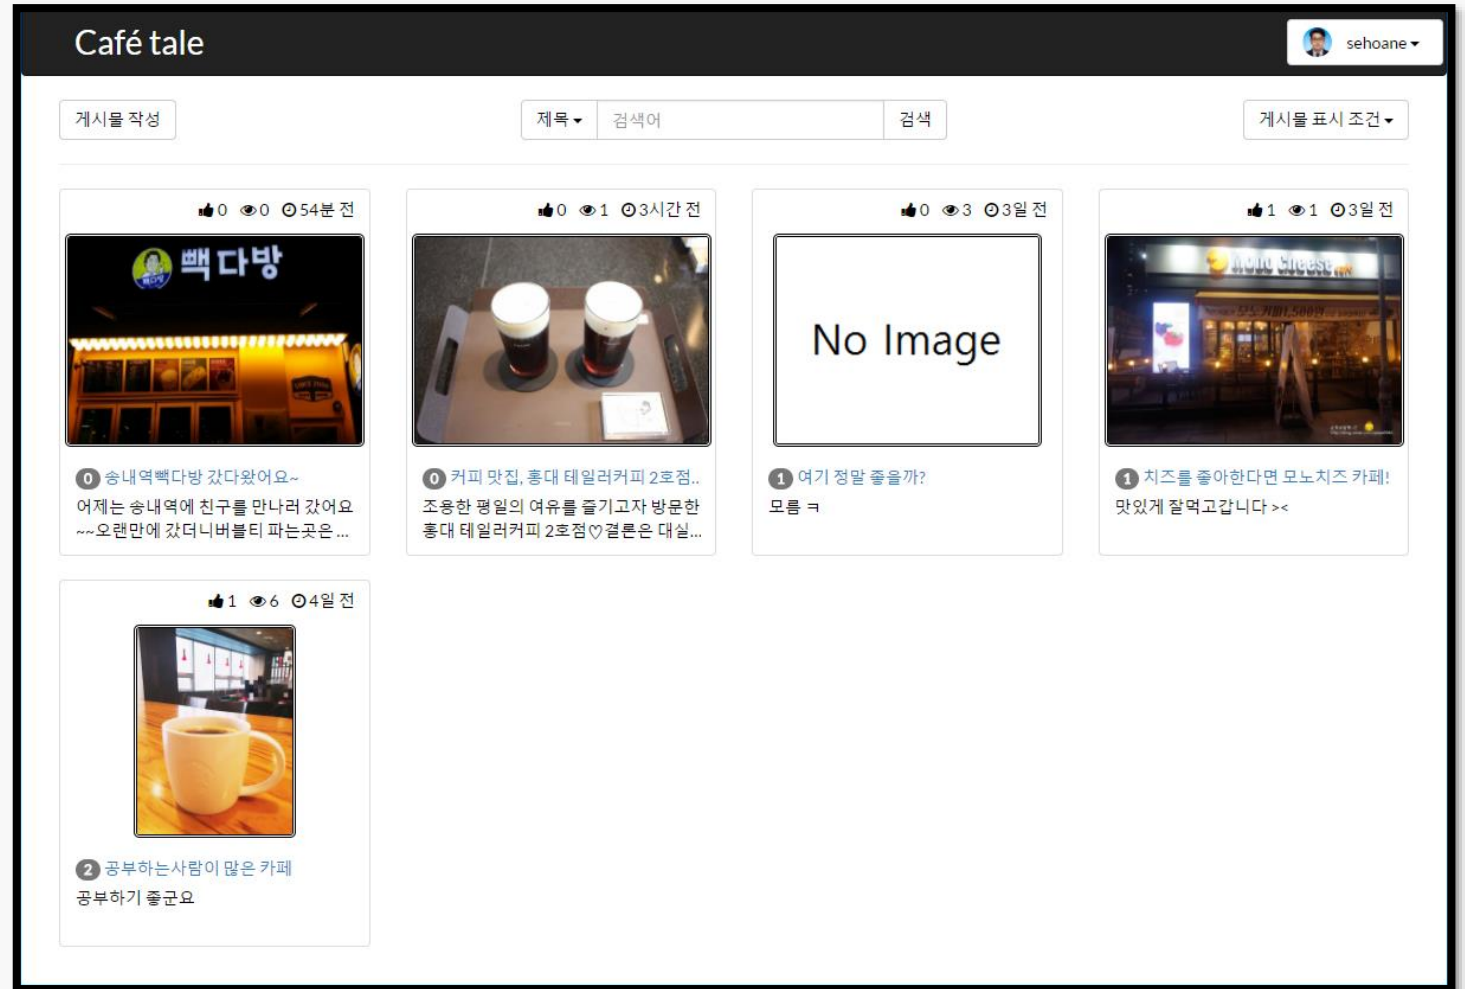 Café tale
sehoane
게시물 작성
제목
검색어
검색
게시물 표시 조건
0 0 54분 전
0 1 3시간 전
0 3 3일 전
1 1 3일 전
빽다방
No Image
Mono Cheese
0 송내역빽다방 갔다왔어요~
어제는 송내역에 친구를 만나러 갔어요
~~오랜만에 갔더니버블티 파는곳은 ...
0 커피 맛집, 홍대 테일러커피 2호점..
조용한 평일의 여유를 즐기고자 방문한
홍대 테일러커피 2호점♡결론은 대실...
1 여기 정말 좋을까?
모름 ㅋ
1 치즈를 좋아한다면 모노치즈 카페!
맛있게 잘먹고갑니다 ><
1 6 4일 전
2 공부하는사람이 많은 카페
공부하기 좋군요